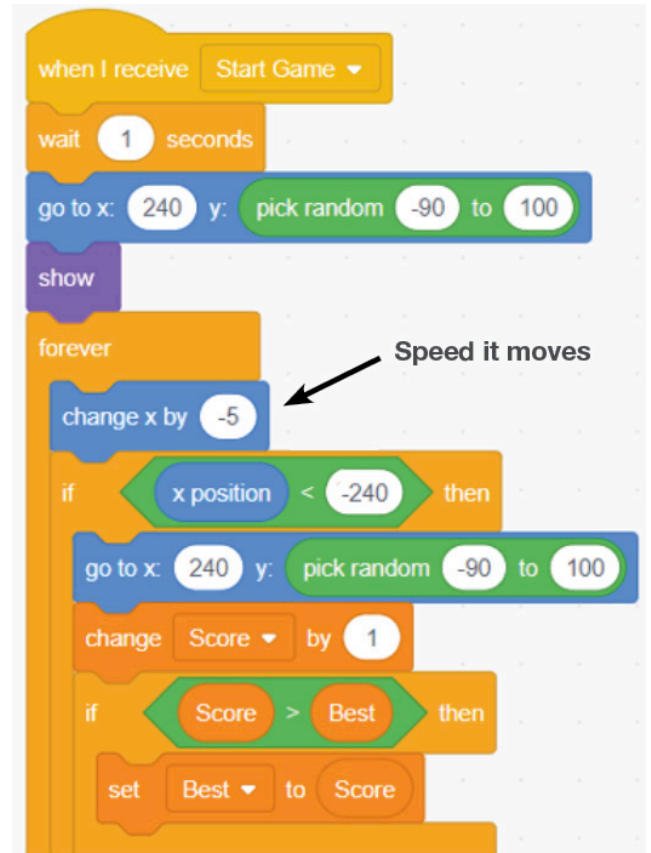 when I receive Start Game
wait 1 seconds
go to x: 240 y: pick random -90 to 100
show
forever
Speed it moves
change x by -5
if x position < -240 then
go to x: 240 y: pick random -90 to 100
change Score by 1
if Score > Best then
set Best to Score